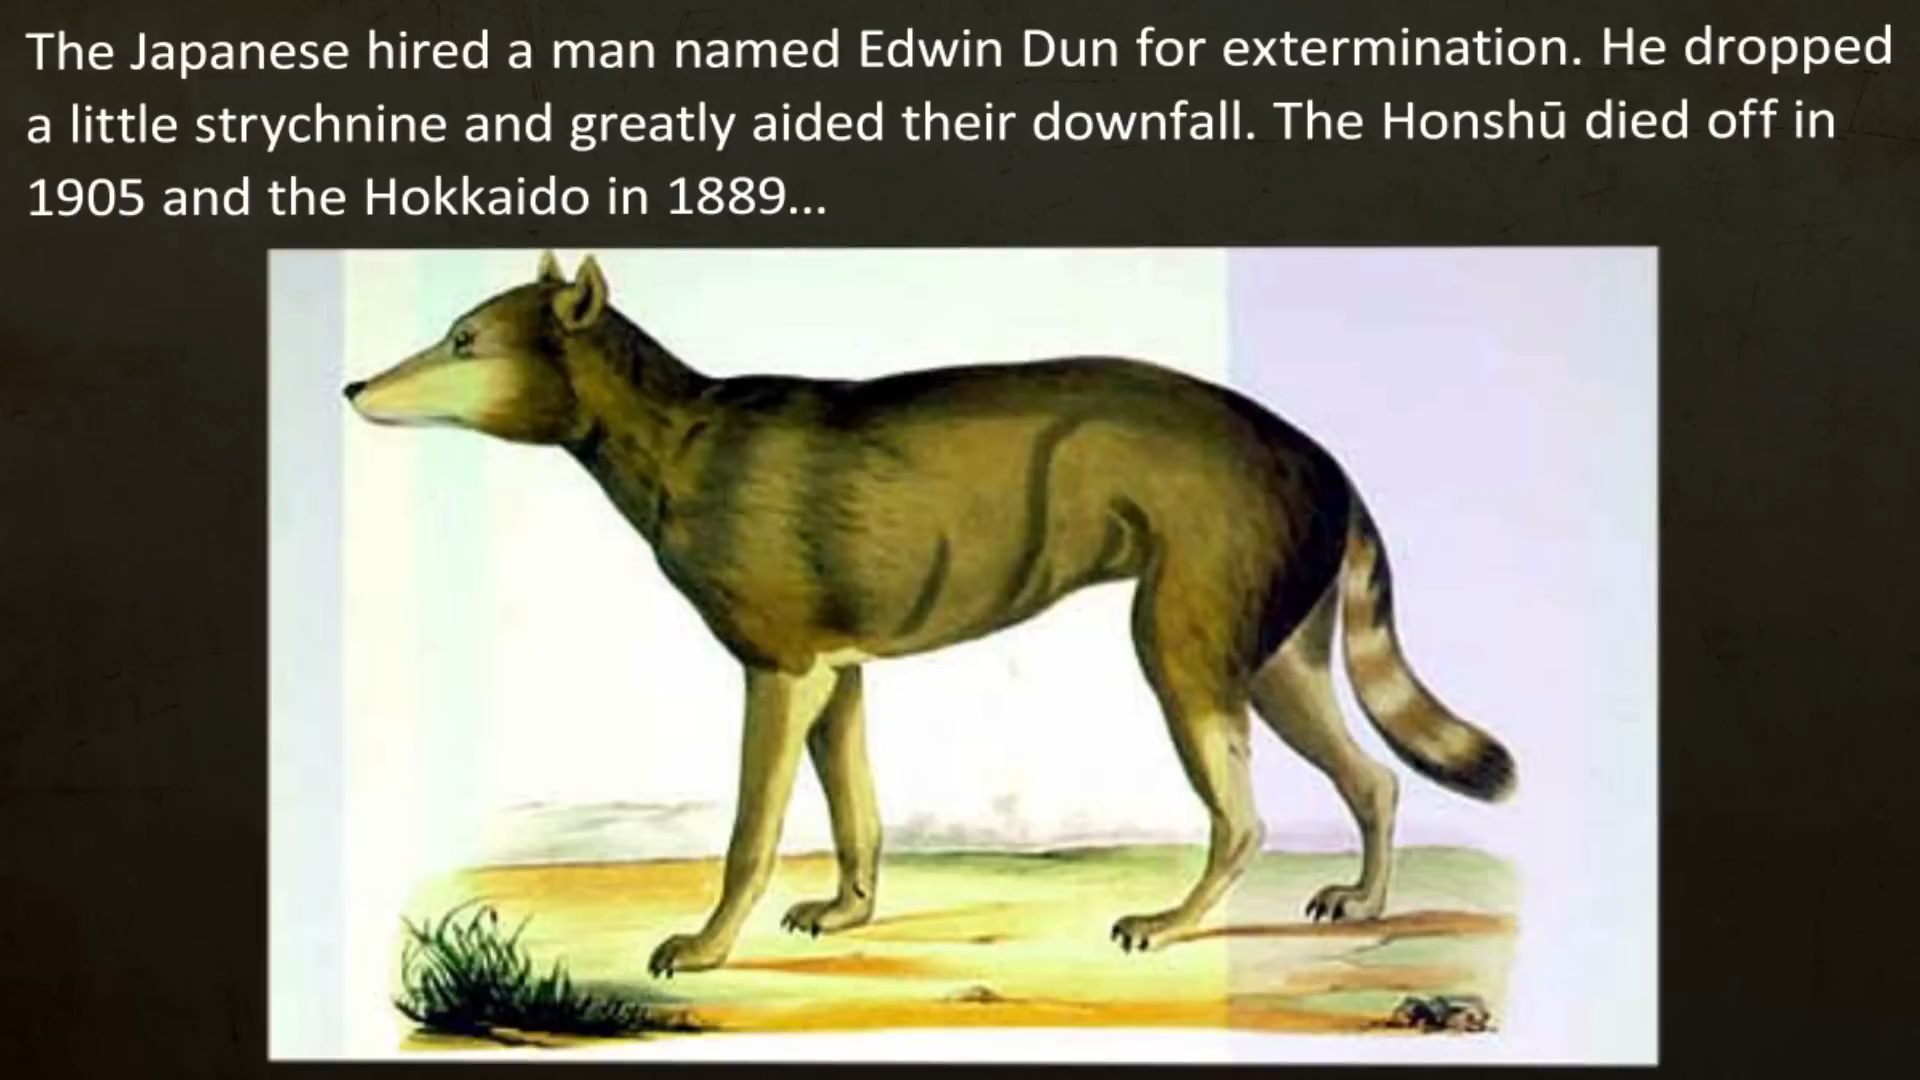 The Japanese hired a man named Edwin Dun for extermination. He dropped
a little strychnine and greatly aided their downfall. The Honshū died off in
1905 and the Hokkaido in 1889...